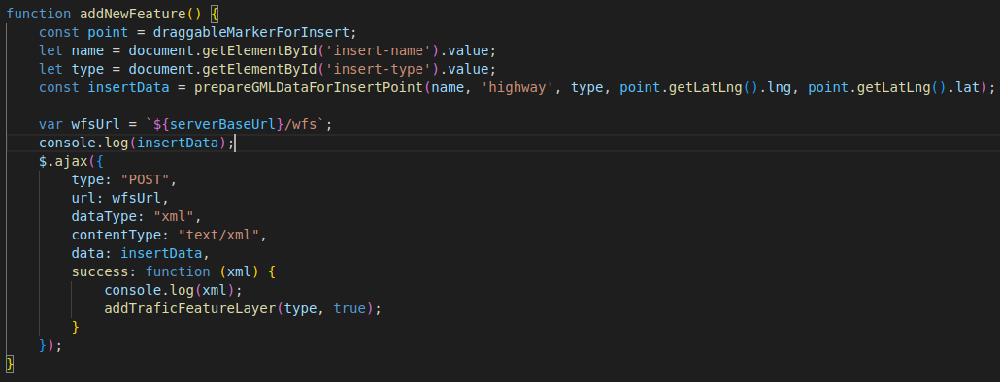 function addNewFeature() {
    const point = draggableMarkerForInsert;
    let name = document.getElementById('insert-name').value;
    let type = document.getElementById('insert-type').value;
    const insertData = prepareGMLDataForInsertPoint(name, 'highway', type, point.getLatLng().lng, point.getLatLng().lat);

    var wfsUrl = `${serverBaseUrl}/wfs`;
    console.log(insertData);
    $.ajax({
        type: "POST",
        url: wfsUrl,
        dataType: "xml",
        contentType: "text/xml",
        data: insertData,
        success: function (xml) {
            console.log(xml);
            addTraficFeatureLayer(type, true);
        }
    });
}